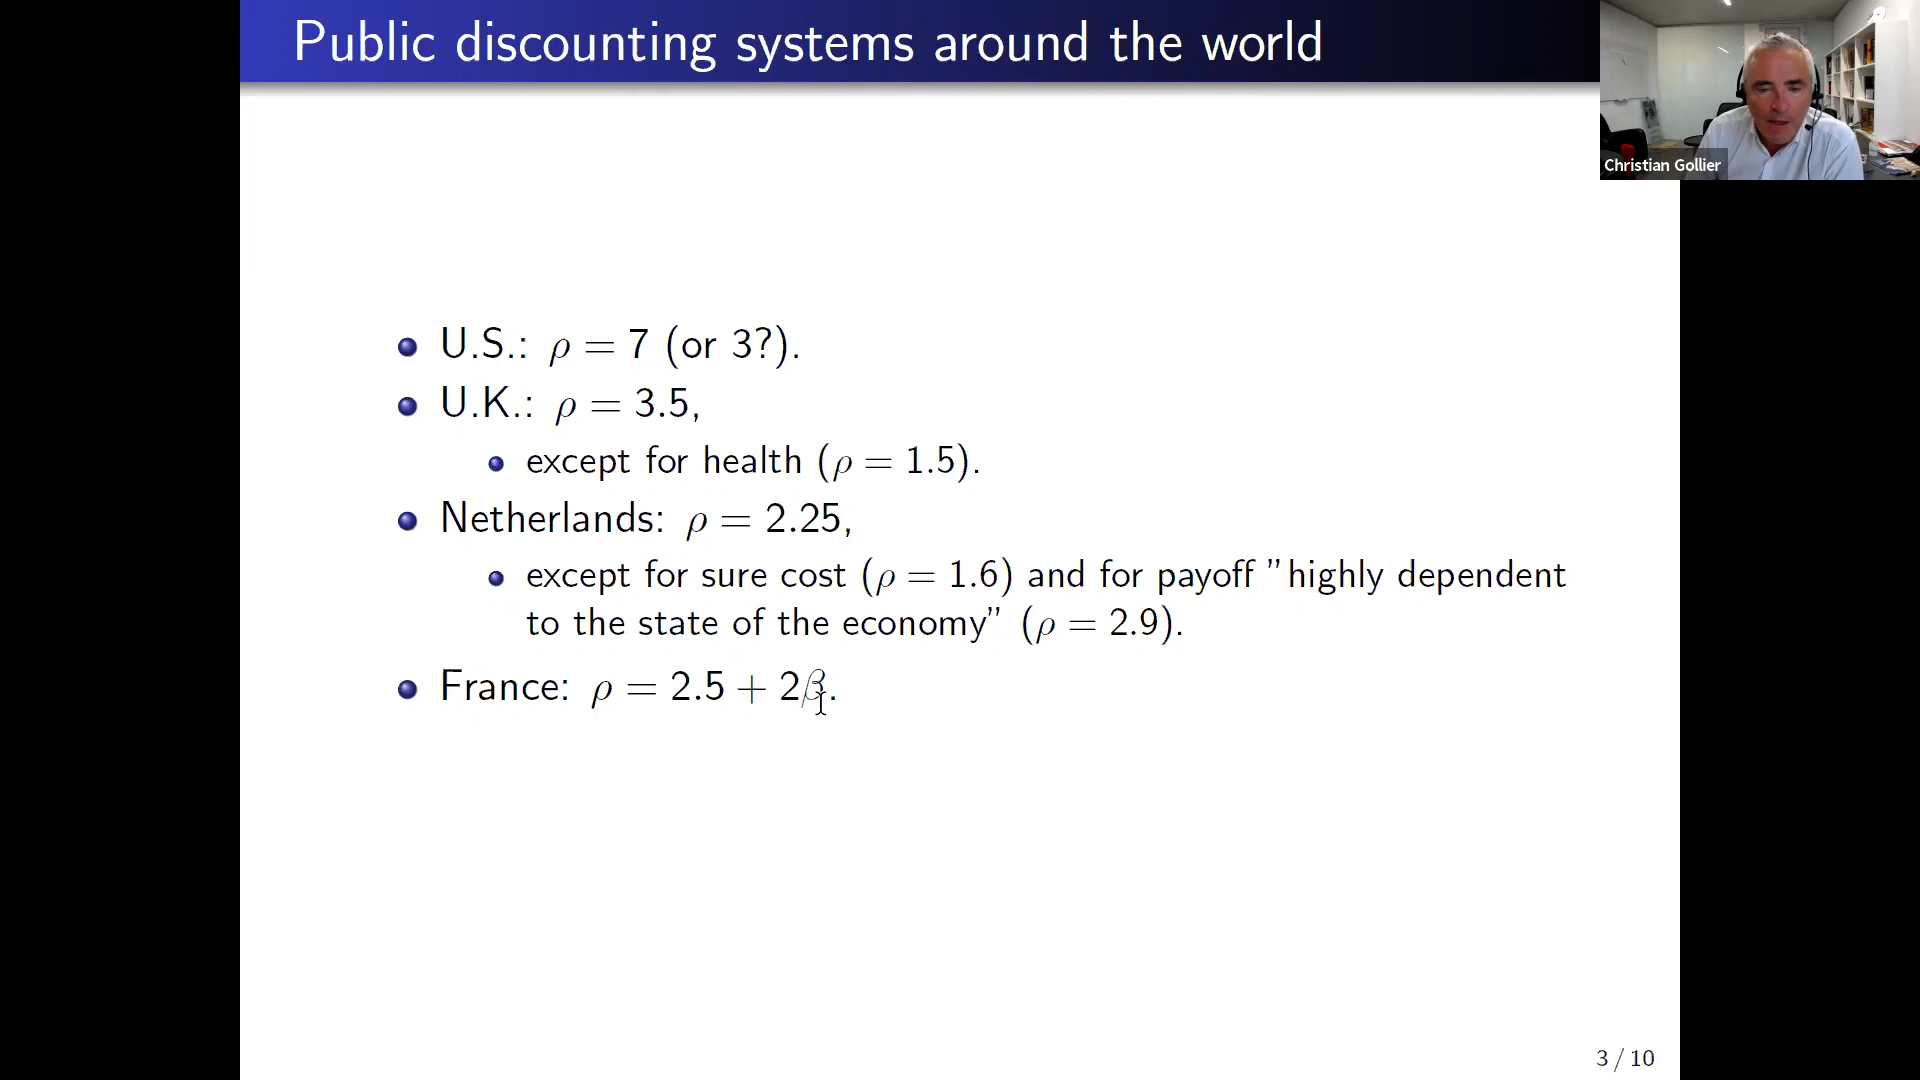 Public discounting systems around the world
Christian Gollier
U.S.: ρ = 7 (or 3?).
U.K.: ρ = 3.5,
except for health (ρ = 1.5).
Netherlands: ρ = 2.25,
except for sure cost (ρ = 1.6) and for payoff ”highly dependent
to the state of the economy” (ρ = 2.9).
France: ρ = 2.5 + 2β.
3 / 10